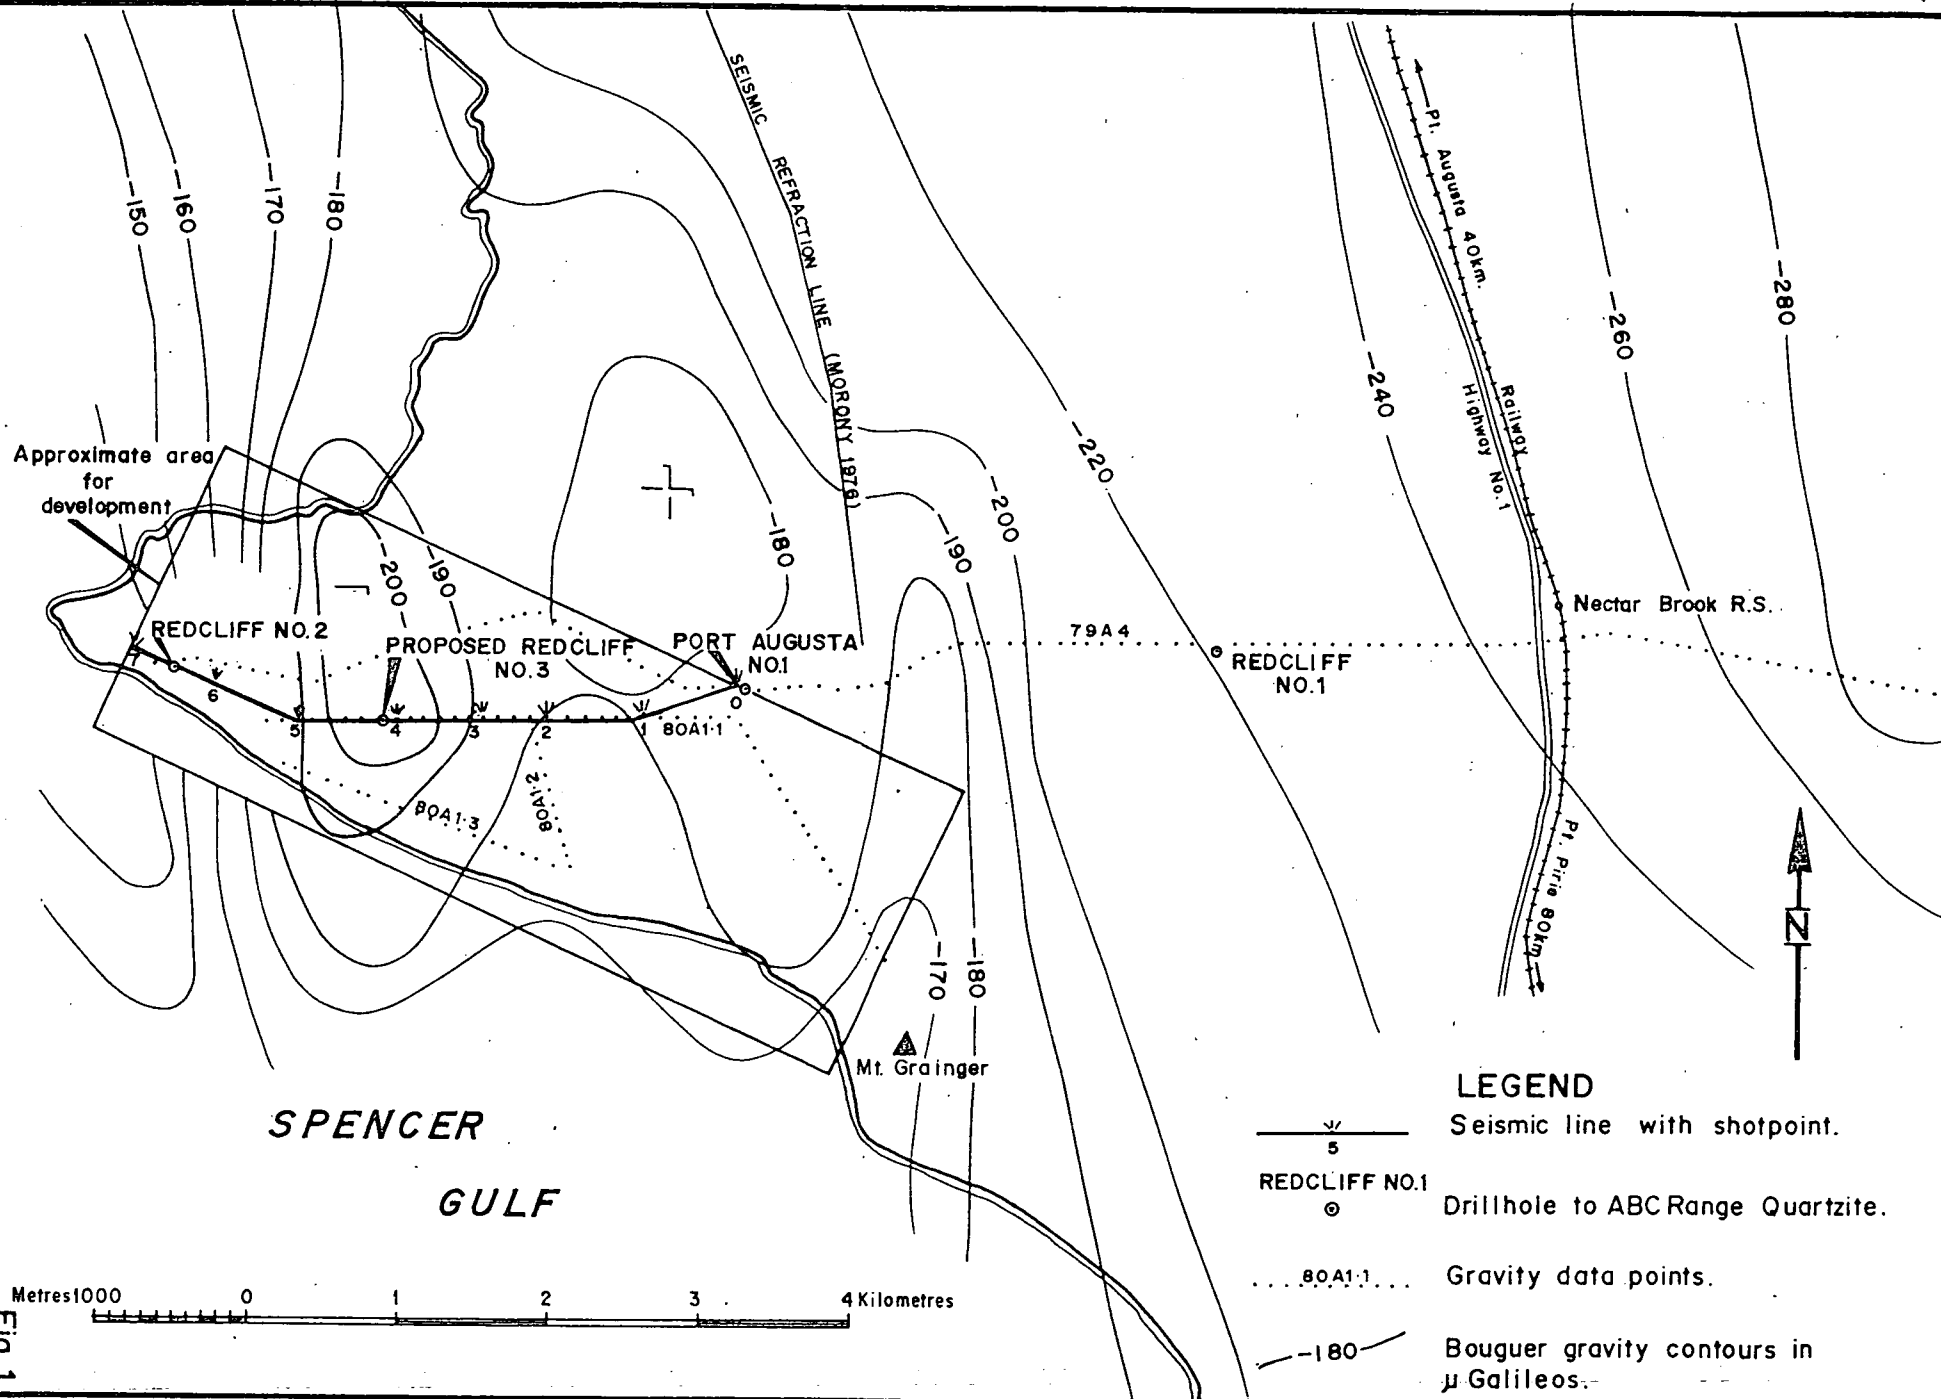 SEISMIC REFRACTION LINE (MORONY 1976)
Pt. Augusta 40km.
Railway
Highway No.1
-150
-160
-170
-180
-280
-260
-240
-220
-200
-190
-180
-190
-200
Approximate area
for
development
REDCLIFF NO.2
PROPOSED REDCLIFF
NO.3
PORT AUGUSTA
NO.1
79A4
Nectar Brook R.S.
REDCLIFF
NO.1
7
6
5
4
3
2
1
0
80A1·1
80A1·2
80A1·3
Pt. Pirie 80km
N
-170
-180
Mt. Grainger
SPENCER
GULF
LEGEND
5
Seismic line with shotpoint.
REDCLIFF NO.1
Drillhole to ABC Range Quartzite.
80A1·1
Gravity data points.
-180
Bouguer gravity contours in
µ Galileos.
Metres1000 0 1 2 3 4 Kilometres
Fig. 1